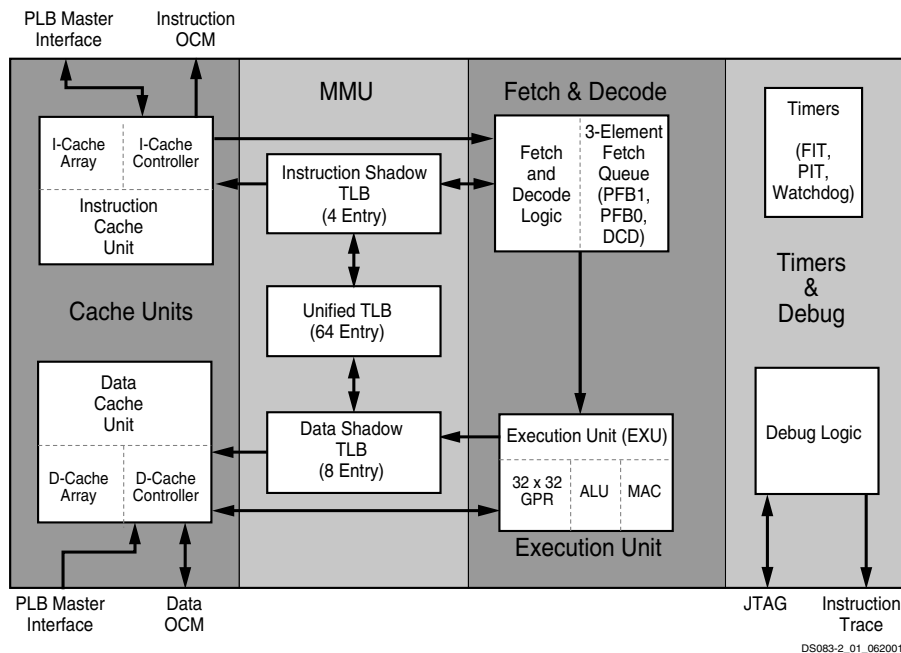 PLB Master
Interface
Instruction
OCM
MMU
Fetch & Decode
I-Cache
Array
I-Cache
Controller
Instruction
Cache
Unit
Instruction Shadow
TLB
(4 Entry)
Fetch
and
Decode
Logic
3-Element
Fetch
Queue
(PFB1,
PFB0,
DCD)
Timers
(FIT,
PIT,
Watchdog)
Timers
&
Debug
Cache Units
Unified TLB
(64 Entry)
Data
Cache
Unit
D-Cache
Array
D-Cache
Controller
Data Shadow
TLB
(8 Entry)
Execution Unit (EXU)
32 x 32
GPR
ALU
MAC
Execution Unit
Debug Logic
PLB Master
Interface
Data
OCM
JTAG
Instruction
Trace
DS083-2_01_062001